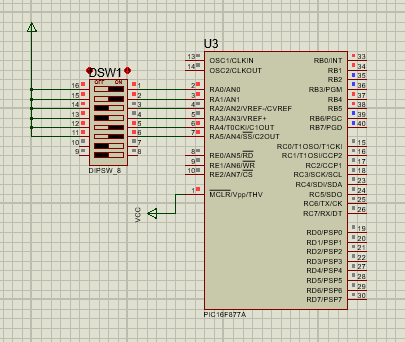 U3
DSW1
OFF ON
16 1
15 2
14 3
13 4
12 5
11 6
10 7
9 8
DIPSW_8
VCC
13 OSC1/CLKIN
14 OSC2/CLKOUT
2 RA0/AN0
3 RA1/AN1
4 RA2/AN2/VREF-/CVREF
5 RA3/AN3/VREF+
6 RA4/T0CKI/C1OUT
7 RA5/AN4/SS/C2OUT
8 RE0/AN5/RD
9 RE1/AN6/WR
10 RE2/AN7/CS
1 MCLR/Vpp/THV
RB0/INT 33
RB1 34
RB2 35
RB3/PGM 36
RB4 37
RB5 38
RB6/PGC 39
RB7/PGD 40
RC0/T1OSO/T1CKI 15
RC1/T1OSI/CCP2 16
RC2/CCP1 17
RC3/SCK/SCL 18
RC4/SDI/SDA 23
RC5/SDO 24
RC6/TX/CK 25
RC7/RX/DT 26
RD0/PSP0 19
RD1/PSP1 20
RD2/PSP2 21
RD3/PSP3 22
RD4/PSP4 27
RD5/PSP5 28
RD6/PSP6 29
RD7/PSP7 30
PIC16F877A